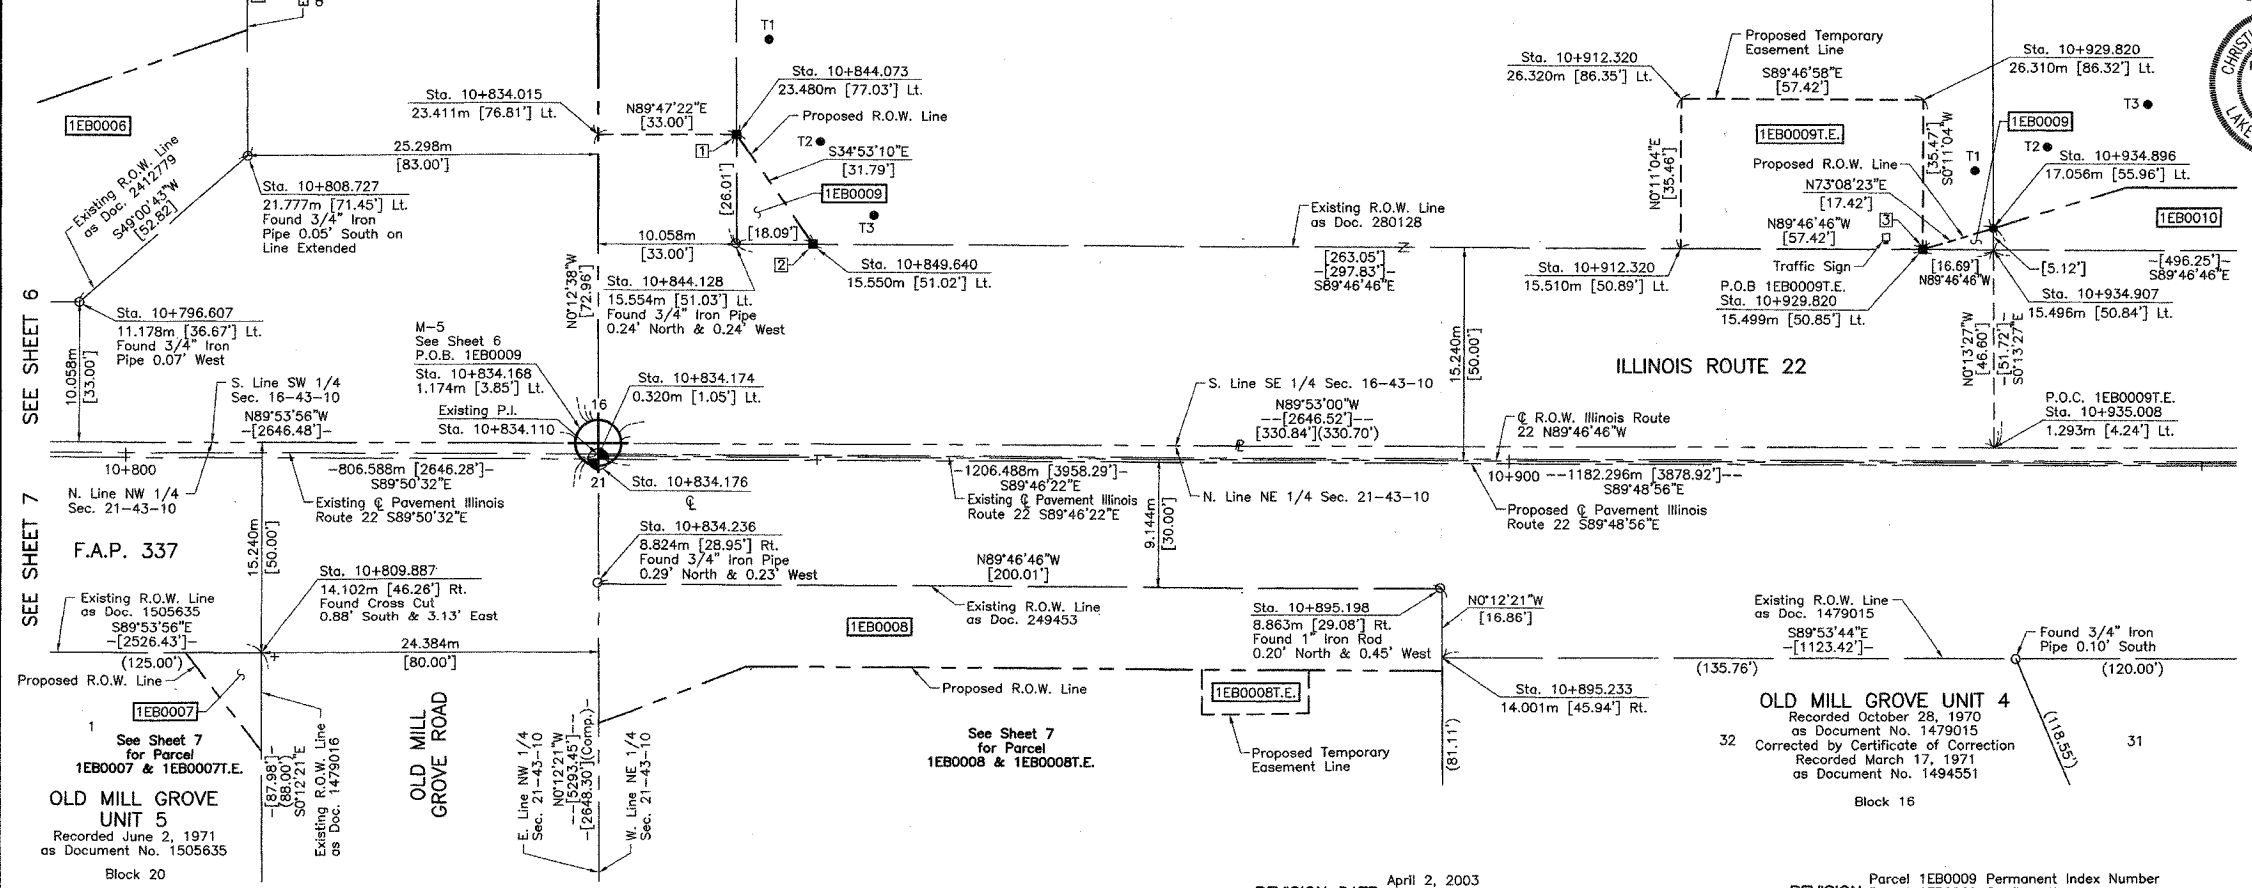 T1
Sta. 10+844.073
23.480m [77.03'] Lt.
Proposed R.O.W. Line
Sta. 10+834.015
23.411m [76.81'] Lt.
N89°47'22"E
[33.00']
1
T2
S34°53'10"E
[31.79']
1EB0009
T3
[26.01']
[18.09']
2
Sta. 10+849.640
15.550m [51.02'] Lt.
1EB0006
Existing R.O.W. Line
as Doc. 2412779
S49°00'43"W
[52.82]
25.298m
[83.00']
Sta. 10+808.727
21.777m [71.45'] Lt.
Found 3/4" Iron
Pipe 0.05' South on
Line Extended
10.058m
[33.00']
N0°12'38"W
[72.96']
Sta. 10+844.128
15.554m [51.03'] Lt.
Found 3/4" Iron Pipe
0.24' North & 0.24' West
Sta. 10+796.607
11.178m [36.67'] Lt.
Found 3/4" Iron
Pipe 0.07' West
10.058m
[33.00']
SEE SHEET 6
SEE SHEET 7
S. Line SW 1/4
Sec. 16-43-10
N89°53'56"W
-[2646.48']-
M-5
See Sheet 6
P.O.B. 1EB0009
Sta. 10+834.168
1.174m [3.85'] Lt.
Existing P.I.
Sta. 10+834.110
16
21
Sta. 10+834.174
0.320m [1.05'] Lt.
Sta. 10+834.176
℄
10+800
-806.588m [2646.28']-
S89°50'32"E
Existing ℄ Pavement Illinois
Route 22 S89°50'32"E
N. Line NW 1/4
Sec. 21-43-10
F.A.P. 337
15.240m
[50.00']
Existing R.O.W. Line
as Doc. 280128
[263.05']
-[297.83']-
S89°46'46"E
Sta. 10+912.320
26.320m [86.35'] Lt.
Proposed Temporary
Easement Line
S89°46'58"E
[57.42']
Sta. 10+929.820
26.310m [86.32'] Lt.
CHRIST
LAKE
1EB0009T.E.
N0°11'04"E
[35.46']
[35.47']
S0°11'04"W
1EB0009
T3
T2
T1
Proposed R.O.W. Line
N73°08'23"E
[17.42']
Sta. 10+934.896
17.056m [55.96'] Lt.
1EB0010
N89°46'46"W
[57.42']
3
Traffic Sign
Sta. 10+912.320
15.510m [50.89'] Lt.
P.O.B 1EB0009T.E.
Sta. 10+929.820
15.499m [50.85'] Lt.
[16.69']
N89°46'46"W
[5.12']
-[496.25']-
S89°46'46"E
Sta. 10+934.907
15.496m [50.84'] Lt.
N0°13'27"W
[46.60']
-[51.72']-
S0°13'27"E
15.240m
[50.00']
ILLINOIS ROUTE 22
P.O.C. 1EB0009T.E.
Sta. 10+935.008
1.293m [4.24'] Lt.
S. Line SE 1/4 Sec. 16-43-10
N89°53'00"W
--[2646.52']--
[330.84'](330.70')
℄ R.O.W. Illinois Route
22 N89°46'46"W
-1206.488m [3958.29']-
S89°46'22"E
Existing ℄ Pavement Illinois
Route 22 S89°46'22"E
N. Line NE 1/4 Sec. 21-43-10
10+900
--1182.296m [3878.92']--
S89°48'56"E
Proposed ℄ Pavement Illinois
Route 22 S89°48'56"E
9.144m
[30.00']
Sta. 10+834.236
8.824m [28.95'] Rt.
Found 3/4" Iron Pipe
0.29' North & 0.23' West
N89°46'46"W
[200.01']
Existing R.O.W. Line
as Doc. 249453
1EB0008
Sta. 10+895.198
8.863m [29.08'] Rt.
Found 1" Iron Rod
0.20' North & 0.45' West
N0°12'21"W
[16.86']
Sta. 10+895.233
14.001m [45.94'] Rt.
Existing R.O.W. Line
as Doc. 1505635
S89°53'56"E
-[2526.43']-
(125.00')
Proposed R.O.W. Line
1EB0007
1
See Sheet 7
for Parcel
1EB0007 & 1EB0007T.E.
OLD MILL GROVE
UNIT 5
Recorded June 2, 1971
as Document No. 1505635
Block 20
Sta. 10+809.887
14.102m [46.26'] Rt.
Found Cross Cut
0.88' South & 3.13' East
24.384m
[80.00']
-[87.98']-
(88.00')
S0°12'21"E
Existing R.O.W. Line
as Doc. 1479016
OLD MILL
GROVE ROAD
E. Line NW 1/4
Sec. 21-43-10
N0°12'21"W
--[5293.45']--
-[2648.30'](Comp.)-
W. Line NE 1/4
Sec. 21-43-10
Proposed R.O.W. Line
See Sheet 7
for Parcel
1EB0008 & 1EB0008T.E.
1EB0008T.E.
Proposed Temporary
Easement Line
(81.11')
(135.76')
Existing R.O.W. Line
as Doc. 1479015
S89°53'44"E
-[1123.42']-
Found 3/4" Iron
Pipe 0.10' South
(120.00')
(118.55')
OLD MILL GROVE UNIT 4
Recorded October 28, 1970
as Document No. 1479015
Corrected by Certificate of Correction
Recorded March 17, 1971
as Document No. 1494551
Block 16
32
31
April 2, 2003
Parcel 1EB0009 Permanent Index Number